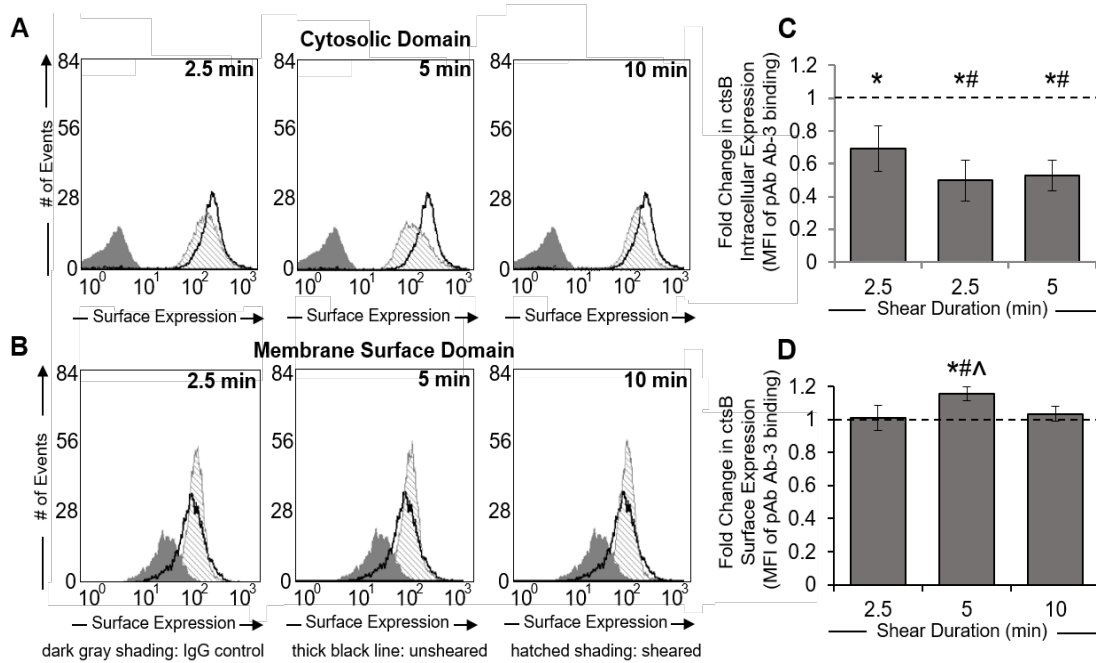 A
Cytosolic Domain
# of Events
84
56
28
0
2.5 min
10^0 10^1 10^2 10^3
Surface Expression
84
56
28
0
5 min
10^0 10^1 10^2 10^3
Surface Expression
84
56
28
0
10 min
10^0 10^1 10^2 10^3
Surface Expression
B
Membrane Surface Domain
# of Events
84
56
28
0
2.5 min
10^0 10^1 10^2 10^3
Surface Expression
84
56
28
0
5 min
10^0 10^1 10^2 10^3
Surface Expression
84
56
28
0
10 min
10^0 10^1 10^2 10^3
Surface Expression
dark gray shading: IgG control thick black line: unsheared hatched shading: sheared
C
Fold Change in ctsB
Intracellular Expression
(MFI of pAb Ab-3 binding)
1.2
1
0.8
0.6
0.4
0.2
0
* *# *#
2.5 2.5 5
Shear Duration (min)
D
Fold Change in ctsB
Surface Expression
(MFI of pAb Ab-3 binding)
1.2
1
0.8
0.6
0.4
0.2
0
*#^
2.5 5 10
Shear Duration (min)